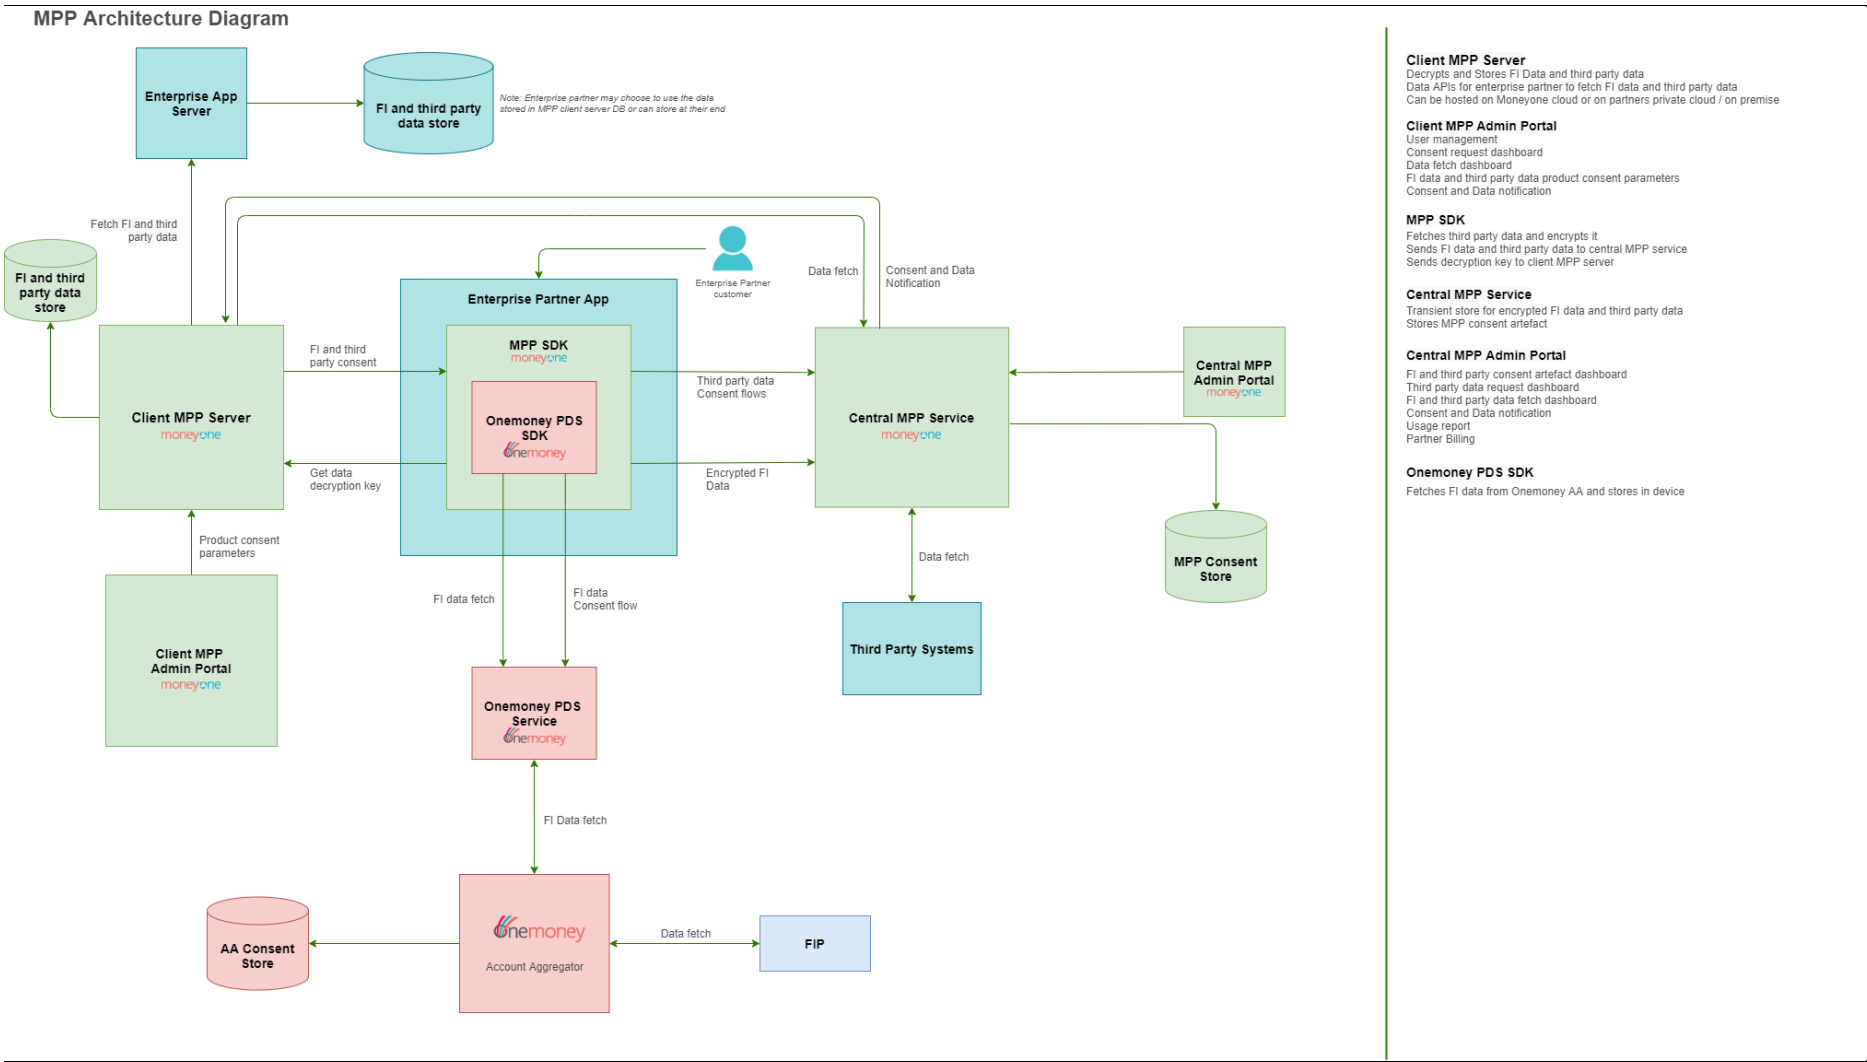 MPP Architecture Diagram
Enterprise App
Server
FI and third party
data store
Note: Enterprise partner may choose to use the data
stored in MPP client server DB or can store at their end
Fetch FI and third
party data
FI and third
party data
store
Enterprise Partner
customer
Data fetch
Consent and Data
Notification
Enterprise Partner App
MPP SDK
moneyone
FI and third
party consent
Third party data
Consent flows
Central MPP
Admin Portal
moneyone
Client MPP Server
moneyone
Onemoney PDS
SDK
Onemoney
Central MPP Service
moneyone
Get data
decryption key
Encrypted FI
Data
Product consent
parameters
Data fetch
MPP Consent
Store
FI data fetch
FI data
Consent flow
Client MPP
Admin Portal
moneyone
Third Party Systems
Onemoney PDS
Service
Onemoney
FI Data fetch
AA Consent
Store
Onemoney
Account Aggregator
Data fetch
FIP
Client MPP Server
Decrypts and Stores FI Data and third party data
Data APIs for enterprise partner to fetch FI data and third party data
Can be hosted on Moneyone cloud or on partners private cloud / on premise
Client MPP Admin Portal
User management
Consent request dashboard
Data fetch dashboard
FI data and third party data product consent parameters
Consent and Data notification
MPP SDK
Fetches third party data and encrypts it
Sends FI data and third party data to central MPP service
Sends decryption key to client MPP server
Central MPP Service
Transient store for encrypted FI data and third party data
Stores MPP consent artefact
Central MPP Admin Portal
FI and third party consent artefact dashboard
Third party data request dashboard
FI and third party data fetch dashboard
Consent and Data notification
Usage report
Partner Billing
Onemoney PDS SDK
Fetches FI data from Onemoney AA and stores in device